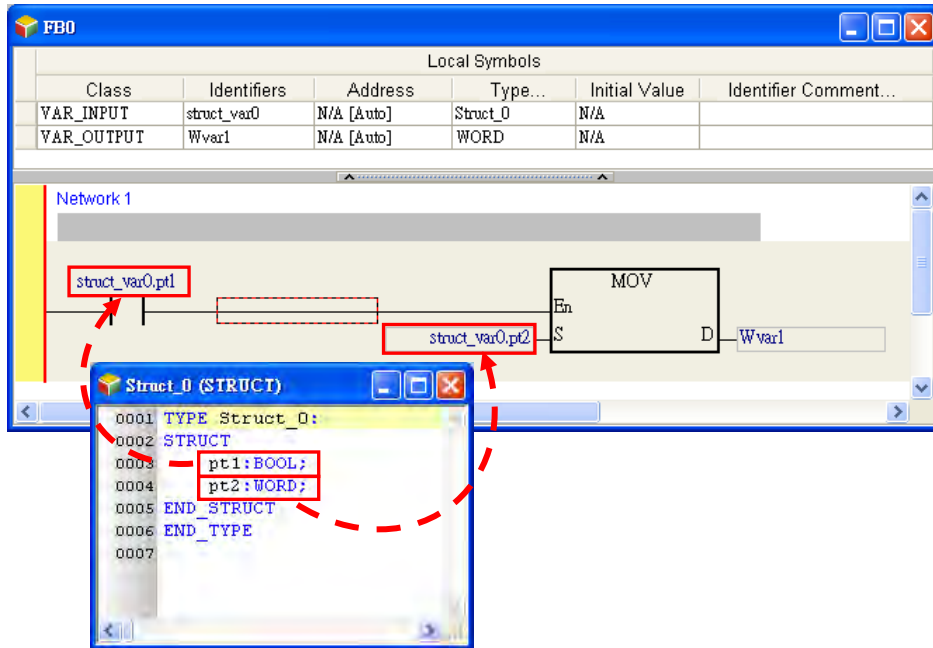 FB0
Local Symbols
Class Identifiers Address Type... Initial Value Identifier Comment...
VAR_INPUT struct_var0 N/A [Auto] Struct_0 N/A
VAR_OUTPUT Wvar1 N/A [Auto] WORD N/A
Network 1
struct_var0.pt1
MOV
En
struct_var0.pt2 S D Wvar1
Struct_0 (STRUCT)
0001 TYPE Struct_0:
0002 STRUCT
0003 pt1:BOOL;
0004 pt2:WORD;
0005 END_STRUCT
0006 END_TYPE
0007